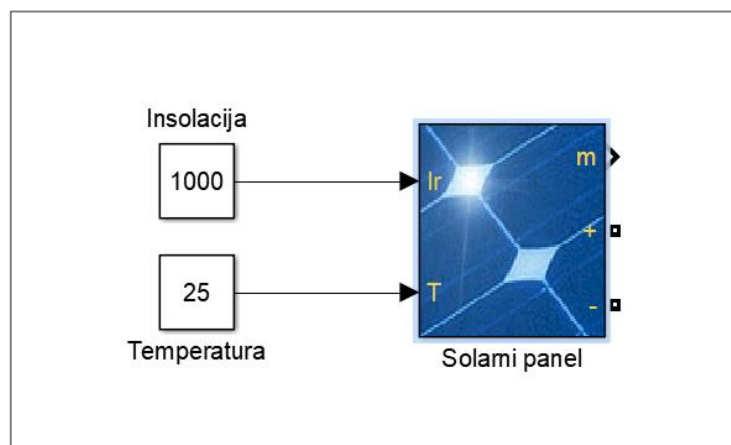 Insolacija
1000
Ir
m
+
25
T
-
Temperatura
Solarni panel